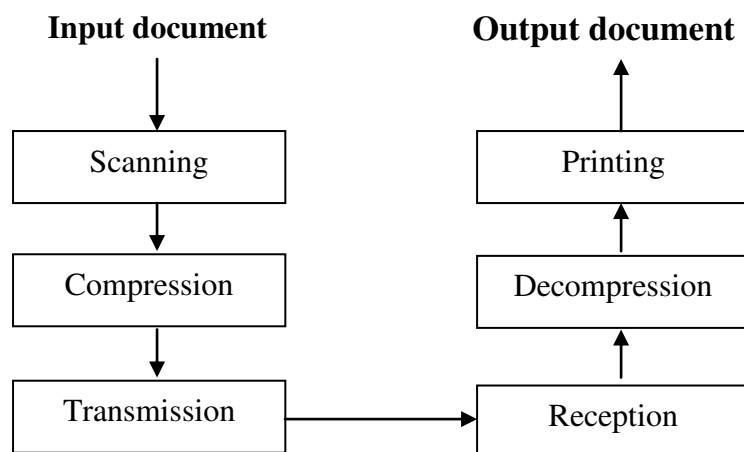 Input document
Output document
Scanning
Printing
Compression
Decompression
Transmission
Reception